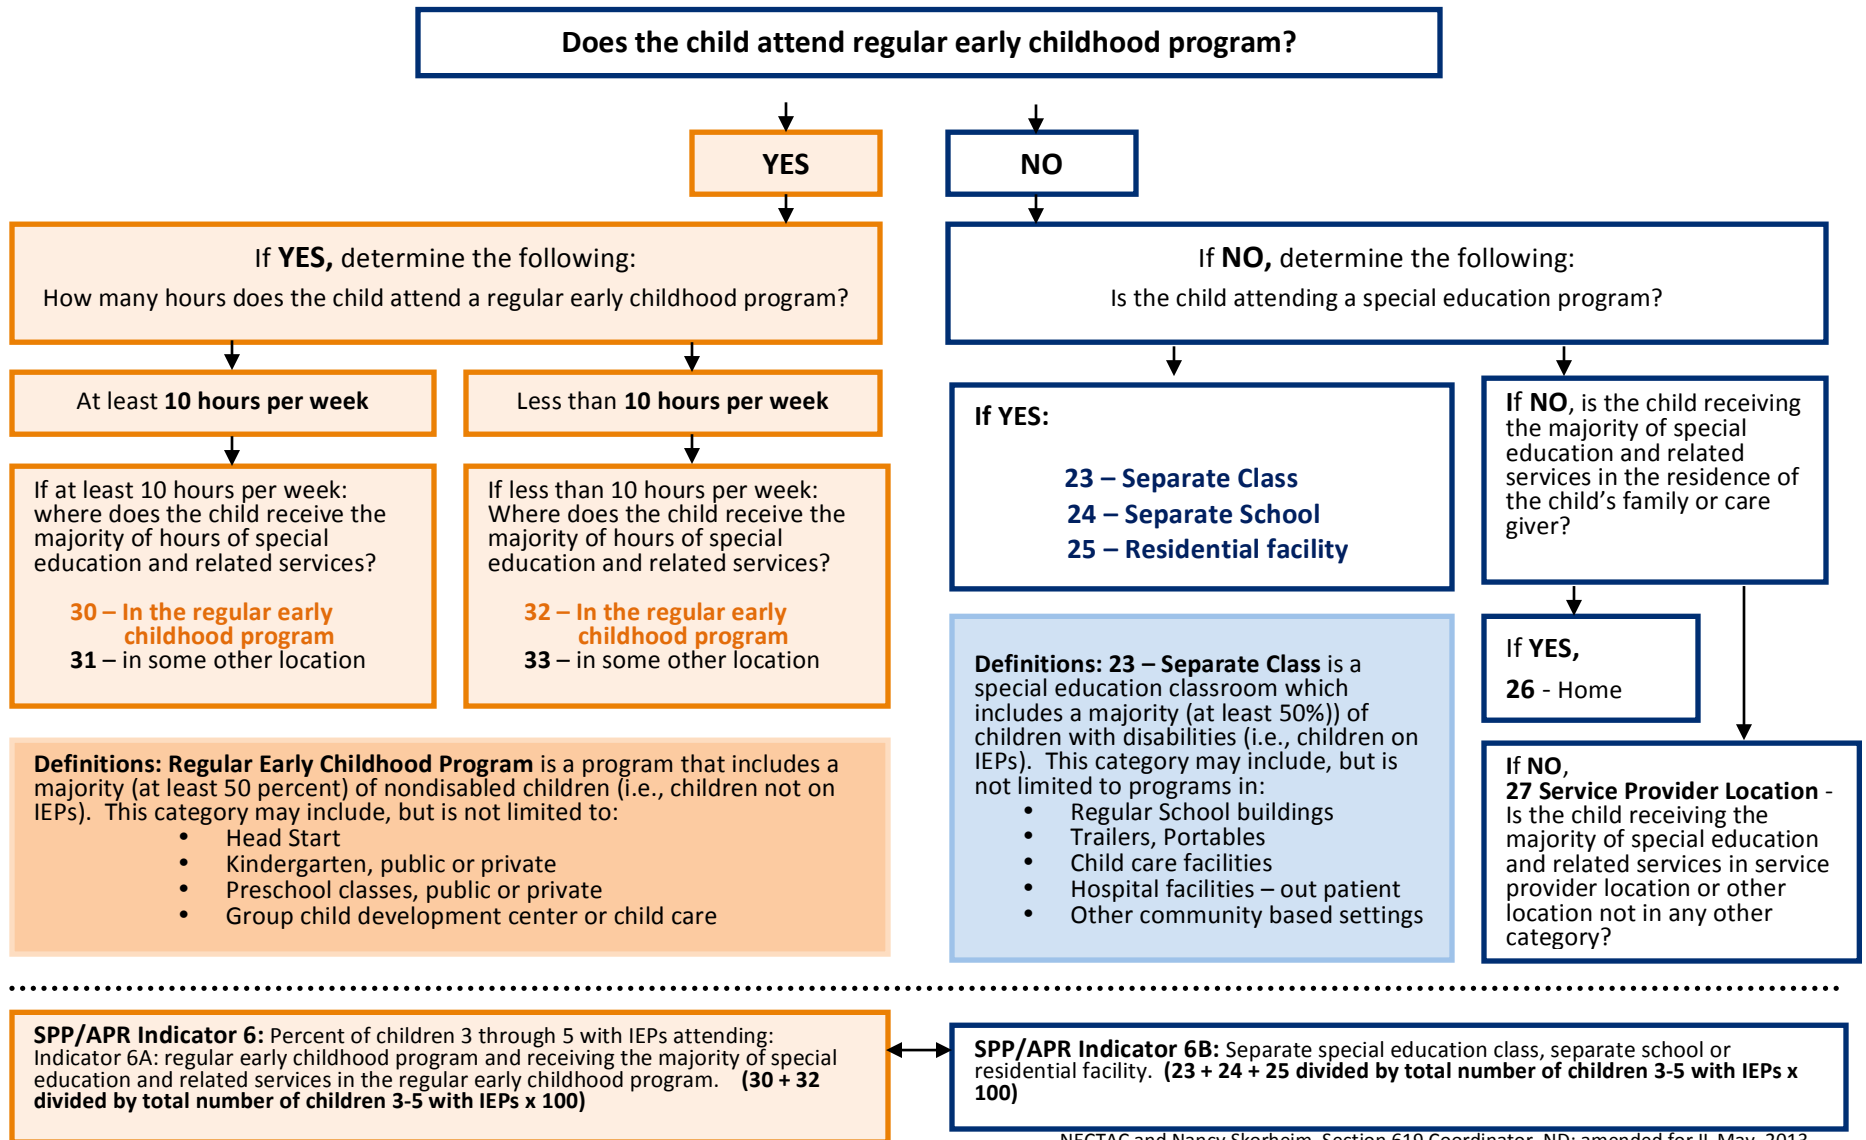 Does the child attend regular early childhood program?
YES
NO
If YES, determine the following:
How many hours does the child attend a regular early childhood program?
If NO, determine the following:
Is the child attending a special education program?
At least 10 hours per week
Less than 10 hours per week
If at least 10 hours per week:
where does the child receive the
majority of hours of special
education and related services?
30 – In the regular early
childhood program
31 – in some other location
If less than 10 hours per week:
Where does the child receive the
majority of hours of special
education and related services?
32 – In the regular early
childhood program
33 – in some other location
If YES:
23 – Separate Class
24 – Separate School
25 – Residential facility
If NO, is the child receiving
the majority of special
education and related
services in the residence of
the child's family or care
giver?
If YES,
26 - Home
If NO,
27 Service Provider Location -
Is the child receiving the
majority of special education
and related services in service
provider location or other
location not in any other
category?
Definitions: Regular Early Childhood Program is a program that includes a
majority (at least 50 percent) of nondisabled children (i.e., children not on
IEPs).  This category may include, but is not limited to:
• Head Start
• Kindergarten, public or private
• Preschool classes, public or private
• Group child development center or child care
Definitions: 23 – Separate Class is a
special education classroom which
includes a majority (at least 50%)) of
children with disabilities (i.e., children on
IEPs).  This category may include, but is
not limited to programs in:
• Regular School buildings
• Trailers, Portables
• Child care facilities
• Hospital facilities – out patient
• Other community based settings
SPP/APR Indicator 6: Percent of children 3 through 5 with IEPs attending:
Indicator 6A: regular early childhood program and receiving the majority of special
education and related services in the regular early childhood program.   (30 + 32
divided by total number of children 3-5 with IEPs x 100)
SPP/APR Indicator 6B: Separate special education class, separate school or
residential facility.  (23 + 24 + 25 divided by total number of children 3-5 with IEPs x
100)
NECTAC and Nancy Skorheim, Section 619 Coordinator, ND; amended for IL May, 2013